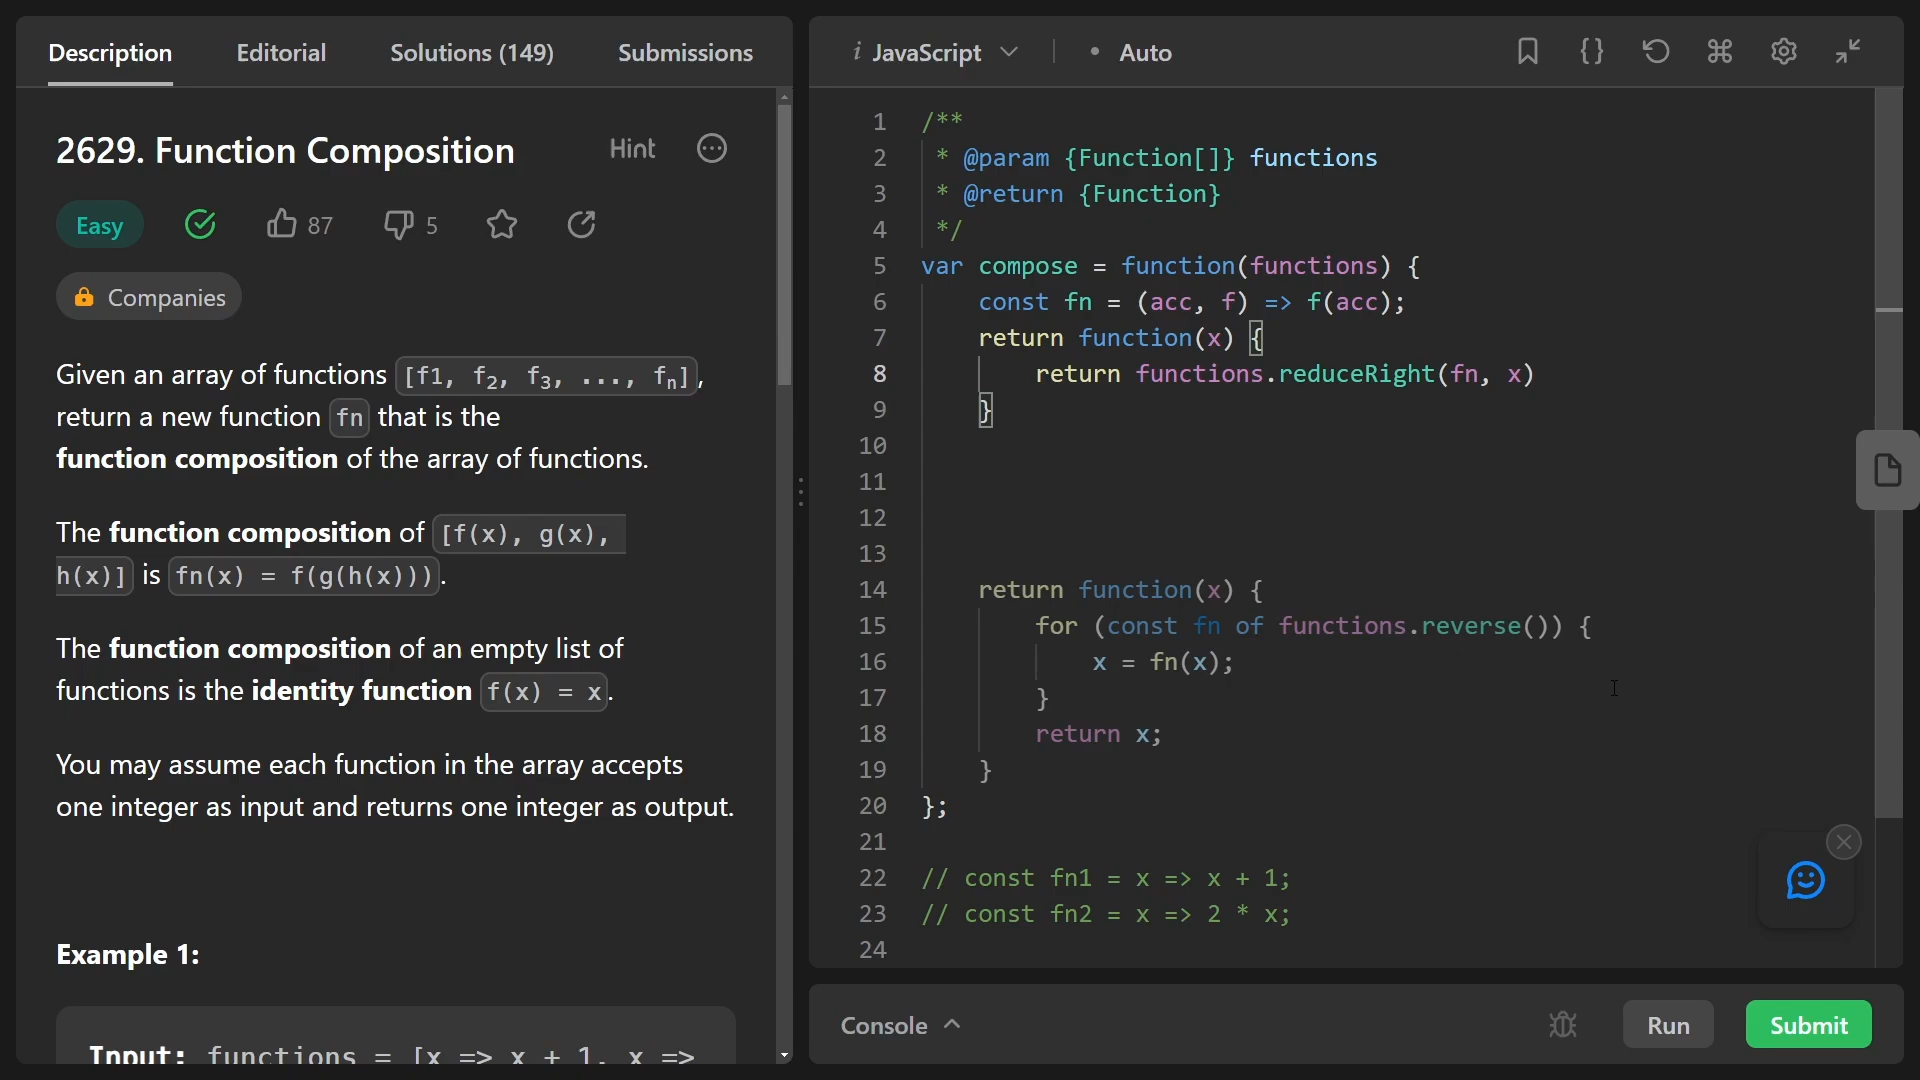 Description Editorial Solutions (149) Submissions
2629. Function Composition Hint
Easy 87 5
Companies
Given an array of functions [f1, f2, f3, ..., fn],
return a new function fn that is the
function composition of the array of functions.
The function composition of [f(x), g(x),
h(x)] is fn(x) = f(g(h(x))).
The function composition of an empty list of
functions is the identity function f(x) = x.
You may assume each function in the array accepts
one integer as input and returns one integer as output.
Example 1:
Input: functions = [x => x + 1, x =>
i JavaScript • Auto
1 /**
2 * @param {Function[]} functions
3 * @return {Function}
4 */
5 var compose = function(functions) {
6 const fn = (acc, f) => f(acc);
7 return function(x) {
8 return functions.reduceRight(fn, x)
9 }
10
11
12
13
14 return function(x) {
15 for (const fn of functions.reverse()) {
16 x = fn(x);
17 }
18 return x;
19 }
20 };
21
22 // const fn1 = x => x + 1;
23 // const fn2 = x => 2 * x;
24
Console Run Submit